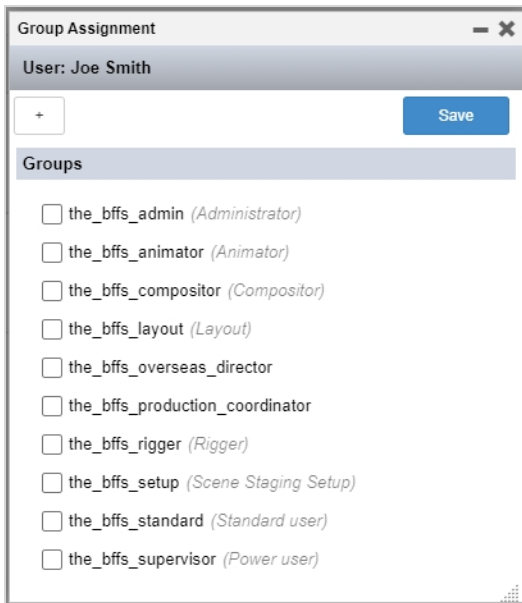 Group Assignment
User: Joe Smith
+ Save
Groups
the_bffs_admin (Administrator)
the_bffs_animator (Animator)
the_bffs_compositor (Compositor)
the_bffs_layout (Layout)
the_bffs_overseas_director
the_bffs_production_coordinator
the_bffs_rigger (Rigger)
the_bffs_setup (Scene Staging Setup)
the_bffs_standard (Standard user)
the_bffs_supervisor (Power user)